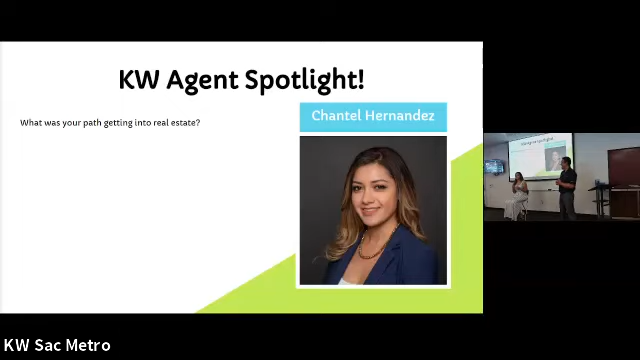 KW Agent Spotlight!
Chantel Hernandez
What was your path getting into real estate?
KW Sac Metro